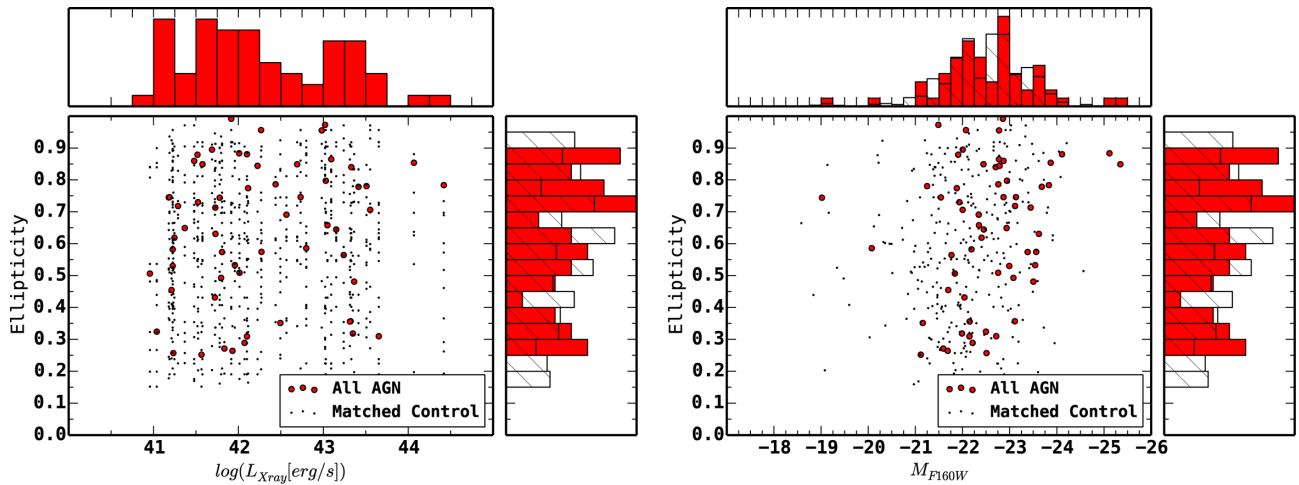 0.9
0.8
0.7
0.6
0.5
0.4
0.3
0.2
0.1
0.0
Ellipticity
All AGN
Matched Control
41 42 43 44
log(L_Xray[erg/s])
0.9
0.8
0.7
0.6
0.5
0.4
0.3
0.2
0.1
0.0
Ellipticity
All AGN
Matched Control
−18 −19 −20 −21 −22 −23 −24 −25 −26
M_F160W